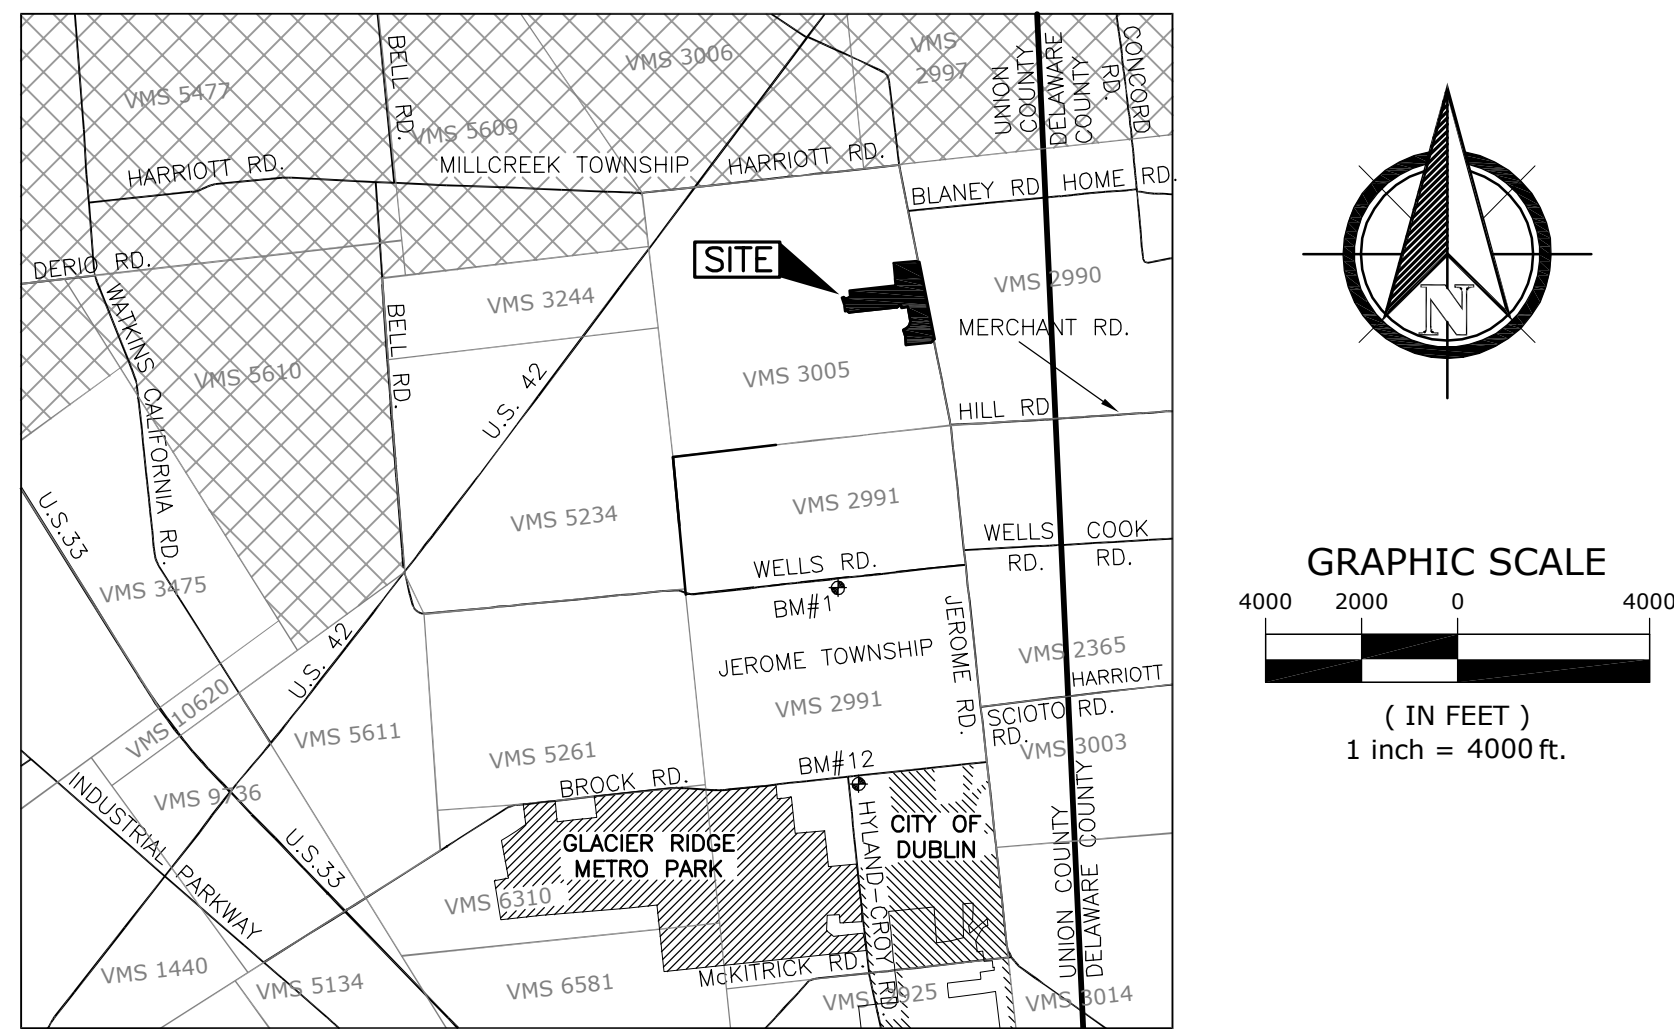 VMS 5477
BELL RD.
VMS 3006
VMS
2997
UNION
COUNTY
DELAWARE
COUNTY
CONCORD
RD.
VMS 5609
HARRIOTT RD.
MILLCREEK TOWNSHIP
HARRIOTT RD.
BLANEY RD
HOME RD.
DERIO RD.
SITE
VMS 2990
WATKINS CALIFORNIA RD.
BELL RD.
VMS 3244
MERCHANT RD.
VMS 5610
U.S. 42
VMS 3005
HILL RD
N
U.S.33
VMS 5234
VMS 2991
WELLS
RD.
COOK
RD.
VMS 3475
WELLS RD.
BM#1
JEROME RD.
U.S. 42
JEROME TOWNSHIP
VMS 2365
HARRIOTT
RD.
VMS 10620
VMS 2991
SCIOTO
RD.
VMS 5611
VMS 5261
VMS 3003
BM#12
BROCK RD.
INDUSTRIAL PARKWAY
VMS 9736
U.S.33
GLACIER RIDGE
METRO PARK
HYLAND-CROY RD.
CITY OF
DUBLIN
UNION COUNTY
DELAWARE COUNTY
VMS 6310
VMS 1440
VMS 5134
VMS 6581
McKITRICK RD.
VMS 2925
VMS 3014
GRAPHIC SCALE
4000 2000 0 4000
( IN FEET )
1 inch = 4000 ft.